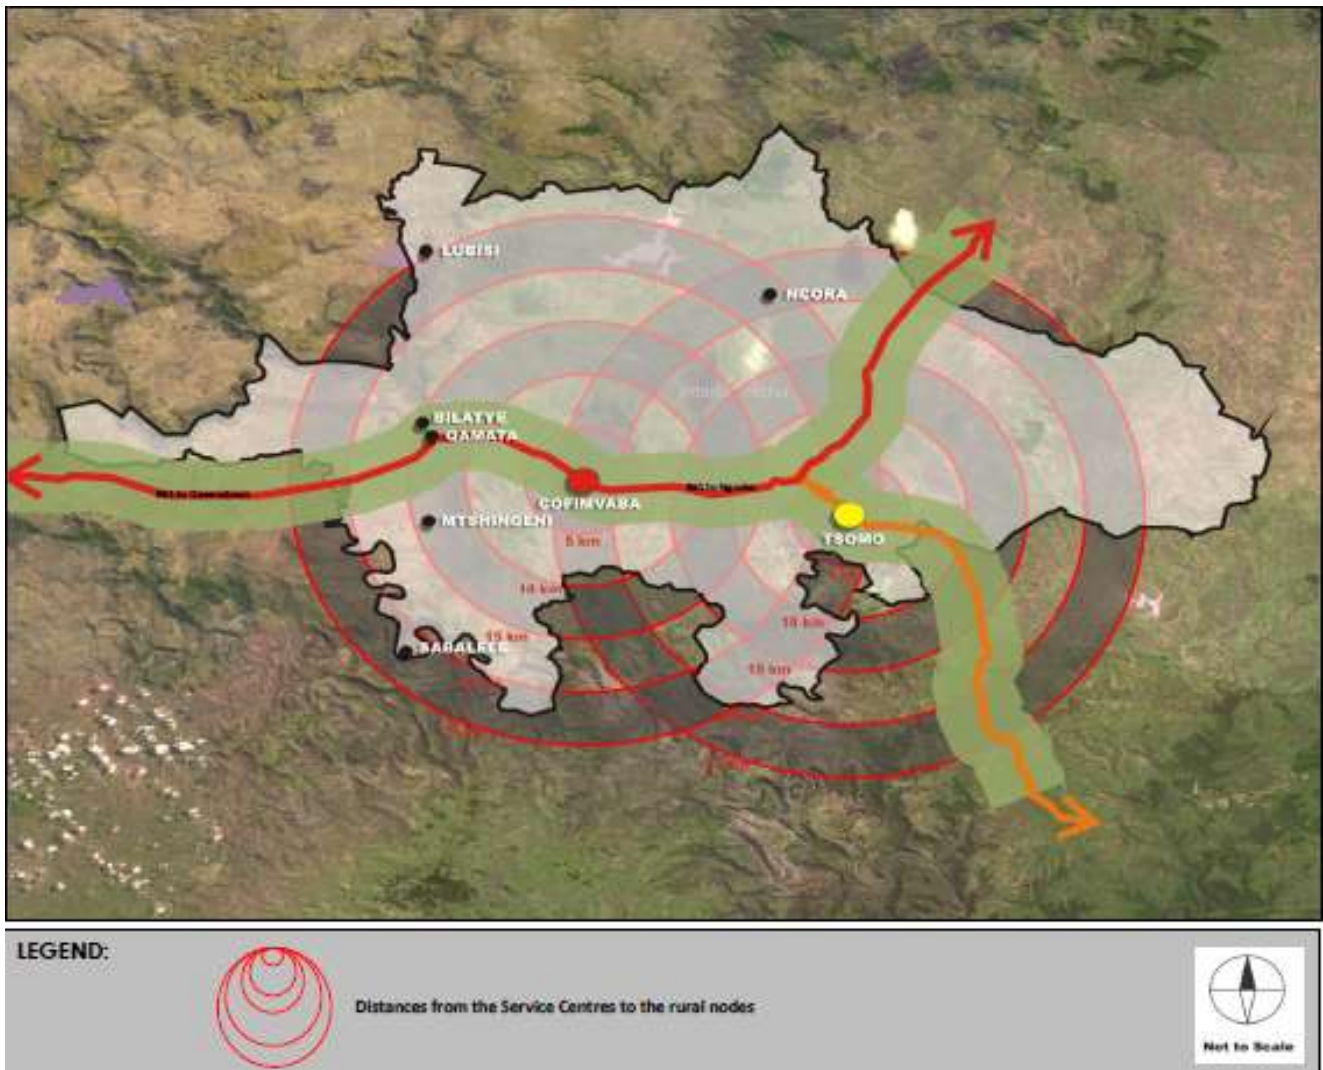 LUBISI
NCORA
BILATYE
QAMATA
COFIMVABA
MTSHINGENI
TSOMO
5 km
10 km
15 km
SABALELE
10 km
15 km
LEGEND:
Distances from the Service Centres to the rural nodes
Not to Scale